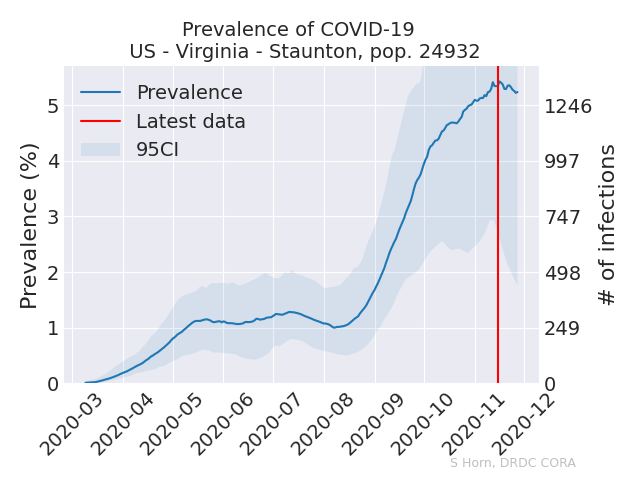 Prevalence of COVID-19
US - Virginia - Staunton, pop. 24932
Prevalence
Latest data
95CI
Prevalence (%)
5
4
3
2
1
0
1246
997
747
498
249
0
# of infections
2020-03
2020-04
2020-05
2020-06
2020-07
2020-08
2020-09
2020-10
2020-11
2020-12
S Horn, DRDC CORA